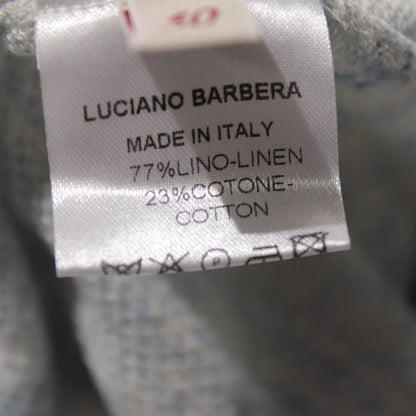 40
LUCIANO BARBERA
MADE IN ITALY
77%LINO-LINEN
23%COTONE-
COTTON
P